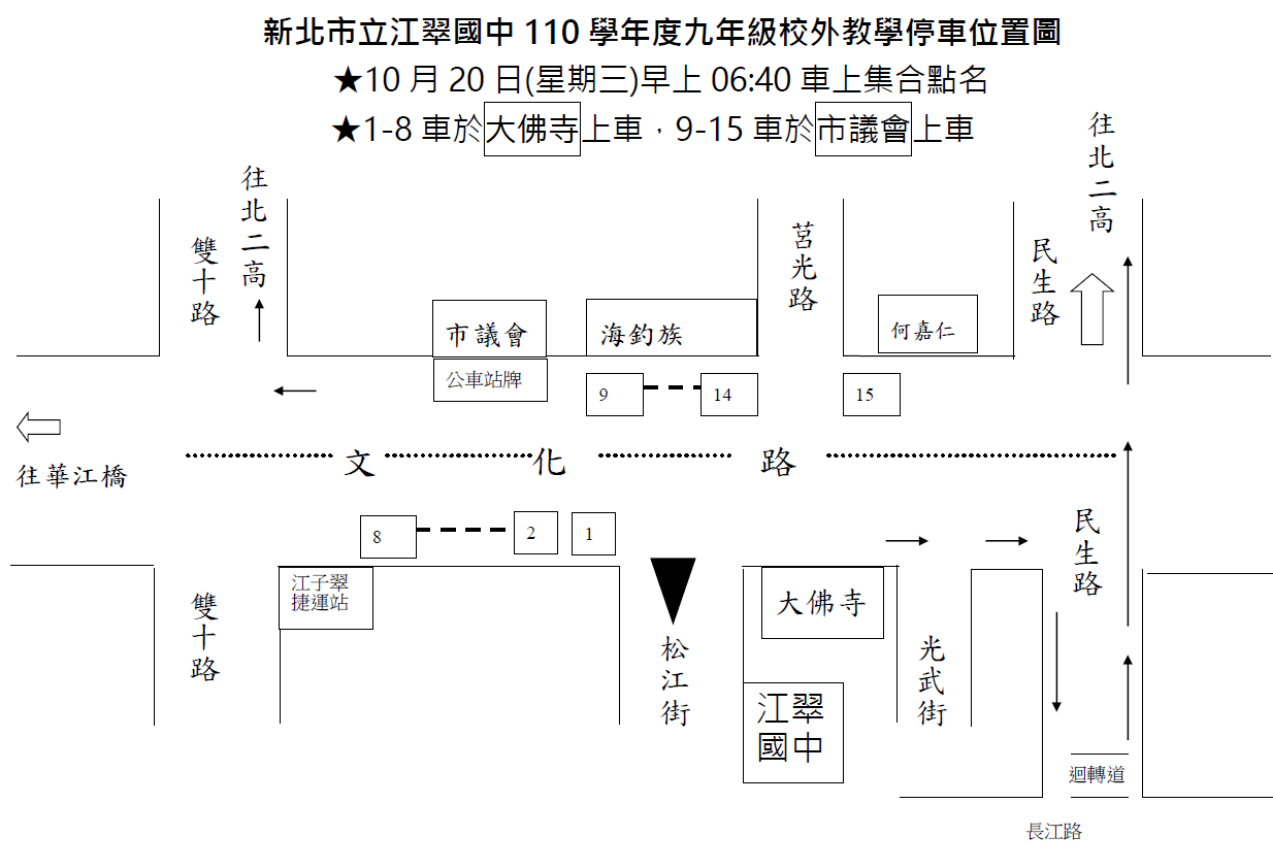 新北市立江翠國中 110 學年度九年級校外教學停車位置圖
★10 月 20 日(星期三)早上 06:40 車上集合點名
★1-8 車於大佛寺上車，9-15 車於市議會上車
往北二高
雙十路
莒光路
民生路
往北二高
市議會
海釣族
何嘉仁
公車站牌
9
14
15
往華江橋
文化路
8
2
1
江子翠
捷運站
雙十路
松江街
大佛寺
江翠
國中
光武街
民生路
迴轉道
長江路